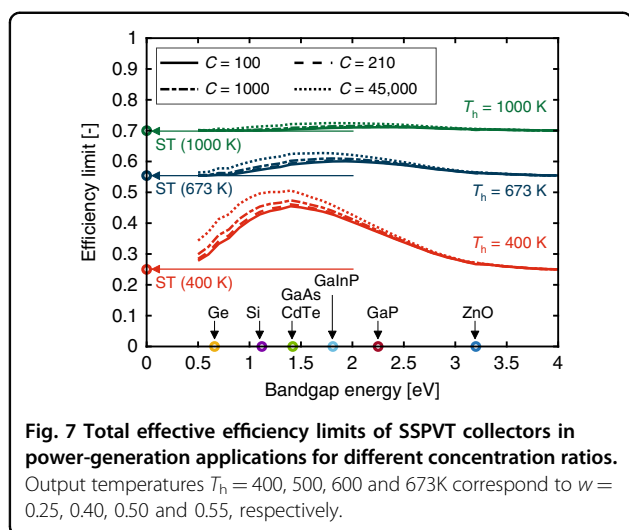 1
0.9
0.8
0.7
0.6
0.5
0.4
0.3
0.2
0.1
0
Efficiency limit [-]
C = 100
C = 210
C = 1000
C = 45,000
T_h = 1000 K
ST (1000 K)
ST (673 K)
T_h = 673 K
T_h = 400 K
ST (400 K)
Ge
Si
GaAs
CdTe
GaInP
GaP
ZnO
0 0.5 1 1.5 2 2.5 3 3.5 4
Bandgap energy [eV]
Fig. 7 Total effective efficiency limits of SSPVT collectors in
power-generation applications for different concentration ratios.
Output temperatures T_h = 400, 500, 600 and 673K correspond to w =
0.25, 0.40, 0.50 and 0.55, respectively.